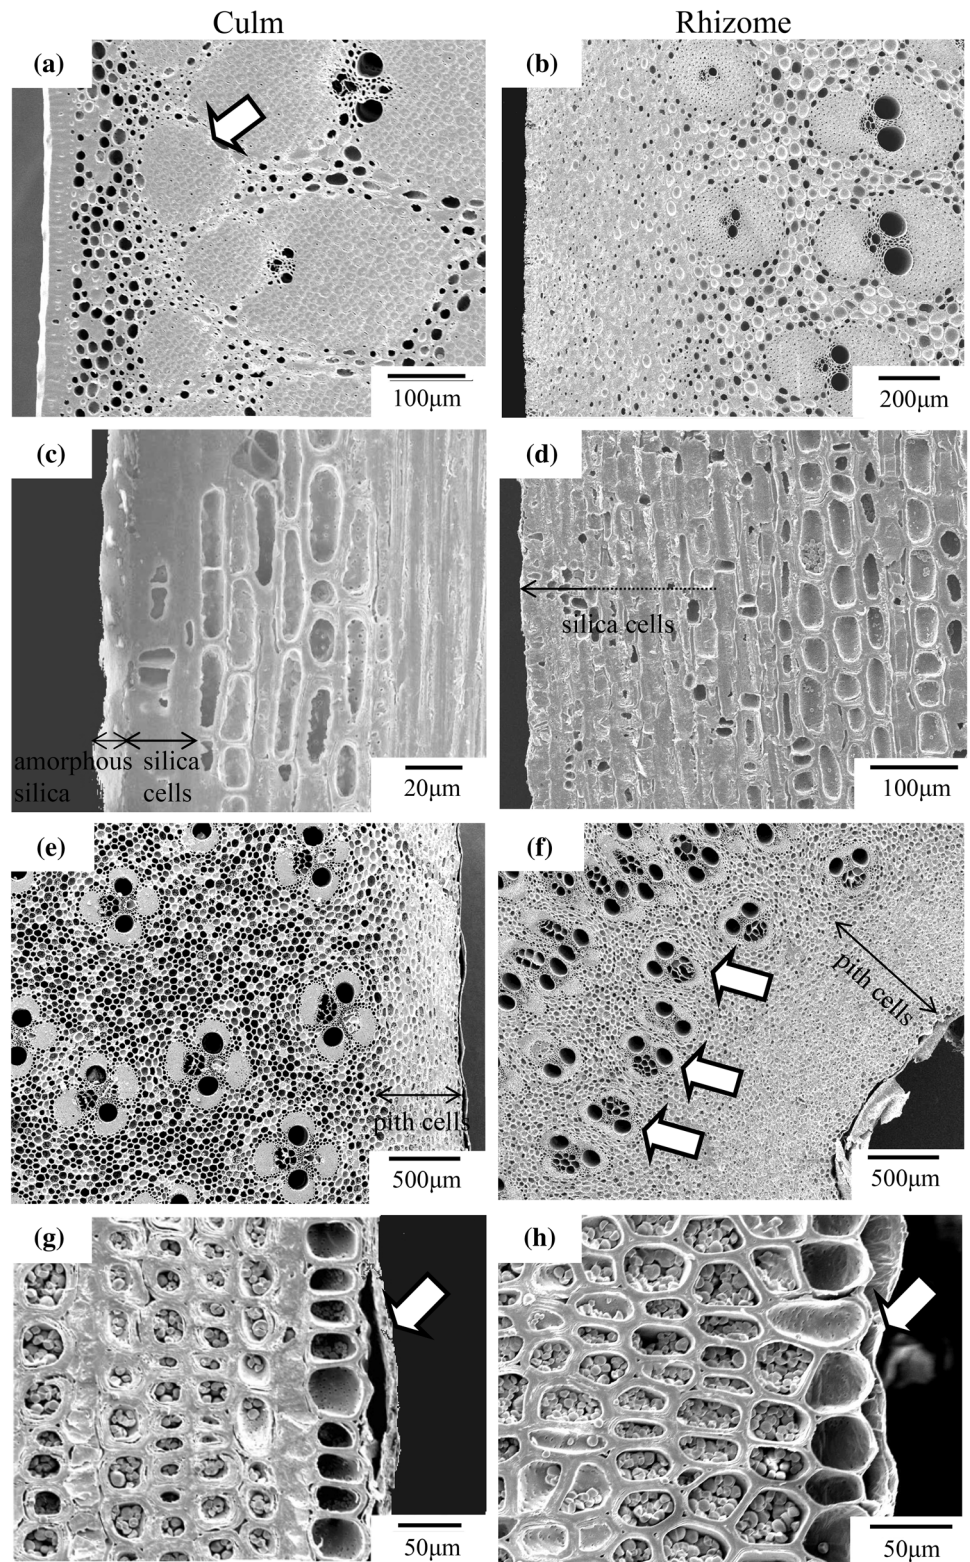 Culm
Rhizome
(a)
100μm
(b)
200μm
(c)
amorphous silica
silica cells
20μm
(d)
silica cells
100μm
(e)
pith cells
500μm
(f)
pith cells
500μm
(g)
50μm
(h)
50μm